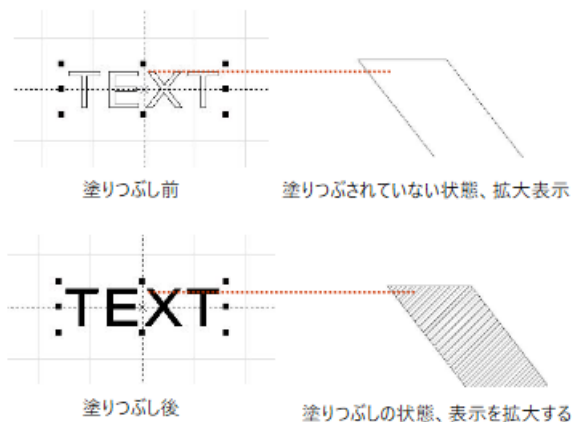 TEXT
塗りつぶし前
塗りつぶされていない状態、拡大表示
TEXT
塗りつぶし後
塗りつぶしの状態、表示を拡大する